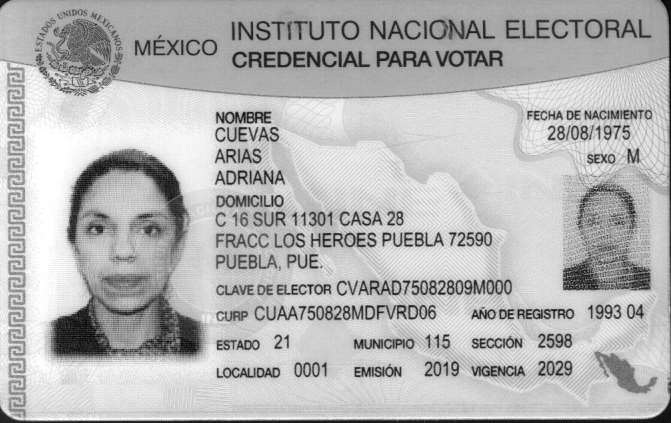 ESTADOS UNIDOS MEXICANOS
MÉXICO
INSTITUTO NACIONAL ELECTORAL
CREDENCIAL PARA VOTAR
NOMBRE
CUEVAS
ARIAS
ADRIANA
FECHA DE NACIMIENTO
28/08/1975
SEXO M
DOMICILIO
C 16 SUR 11301 CASA 28
FRACC LOS HEROES PUEBLA 72590
PUEBLA, PUE.
CLAVE DE ELECTOR CVARAD75082809M000
CURP CUAA750828MDFVRD06 AÑO DE REGISTRO 1993 04
ESTADO 21 MUNICIPIO 115 SECCIÓN 2598
LOCALIDAD 0001 EMISIÓN 2019 VIGENCIA 2029